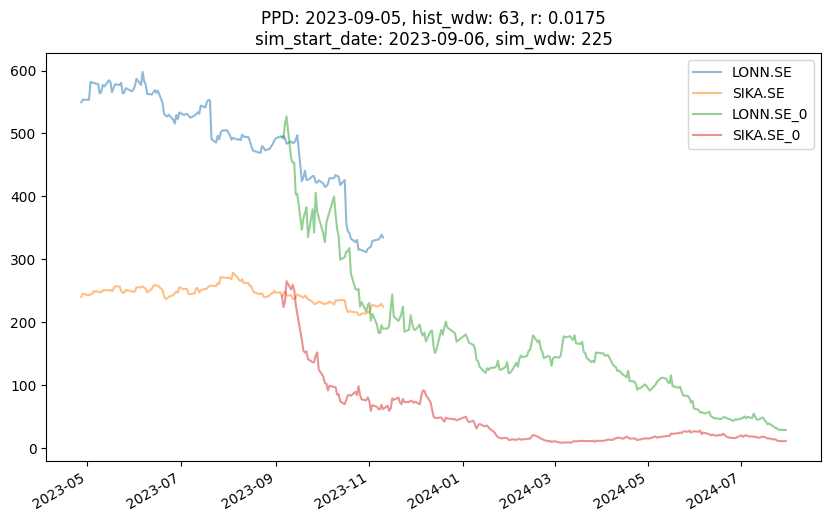 PPD: 2023-09-05, hist_wdw: 63, r: 0.0175
sim_start_date: 2023-09-06, sim_wdw: 225
LONN.SE
SIKA.SE
LONN.SE_0
SIKA.SE_0
600
500
400
300
200
100
0
2023-05
2023-07
2023-09
2023-11
2024-01
2024-03
2024-05
2024-07